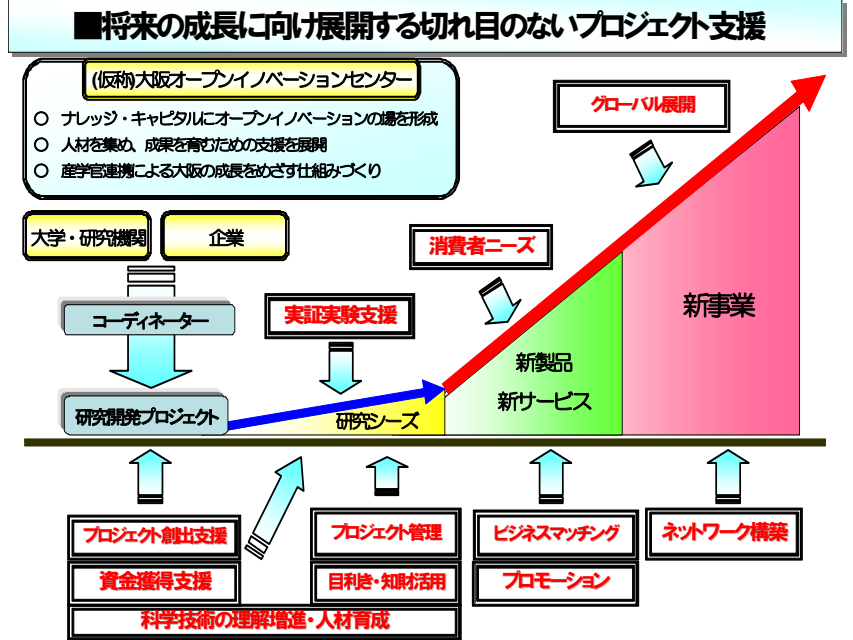 ■将来の成長に向け展開する切れ目のないプロジェクト支援
(仮称)大阪オープンイノベーションセンター
○ ナレッジ・キャピタルにオープンイノベーションの場を形成
○ 人材を集め、成果を育むための支援を展開
○ 産学官連携による大阪の成長をめざす仕組みづくり
グローバル展開
大学・研究機関
企業
消費者ニーズ
コーディネーター
実証実験支援
新事業
新製品
新サービス
研究開発プロジェクト
研究シーズ
プロジェクト創出支援
プロジェクト管理
ビジネスマッチング
ネットワーク構築
資金獲得支援
目利き・知財活用
プロモーション
科学技術の理解増進・人材育成